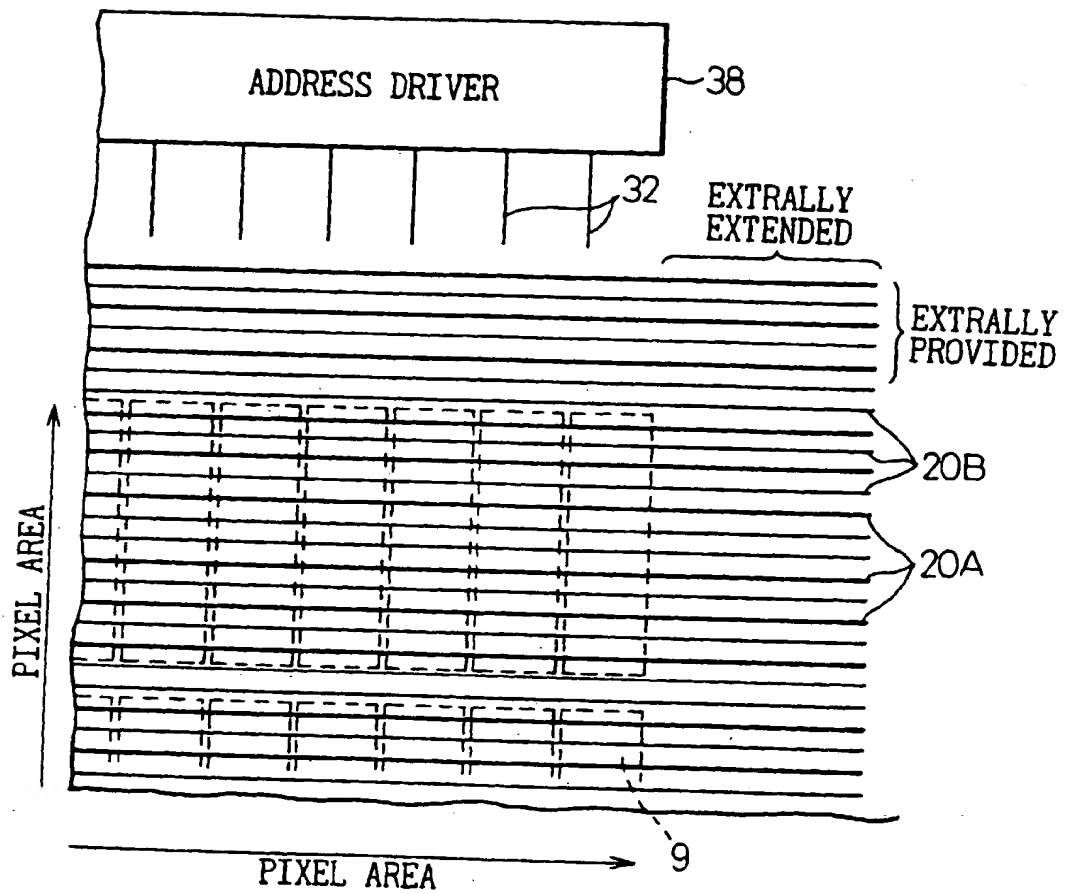 ADDRESS DRIVER
38
32
EXTRALLY
EXTENDED
EXTRALLY
PROVIDED
20B
20A
PIXEL AREA
9
PIXEL AREA